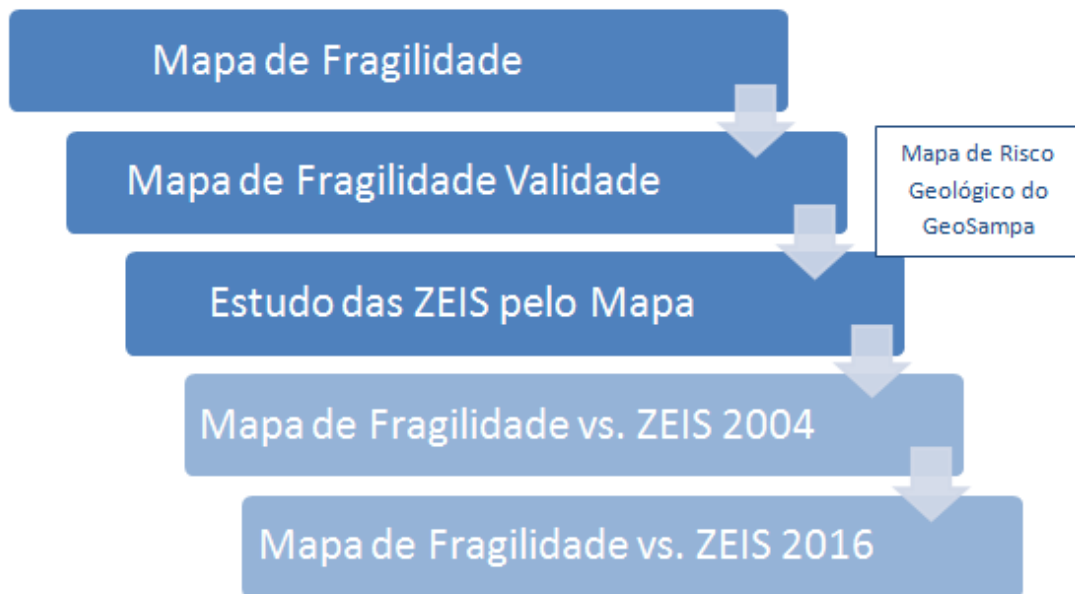 Mapa de Fragilidade
Mapa de Fragilidade Validade
Mapa de Risco
Geológico do
GeoSampa
Estudo das ZEIS pelo Mapa
Mapa de Fragilidade vs. ZEIS 2004
Mapa de Fragilidade vs. ZEIS 2016